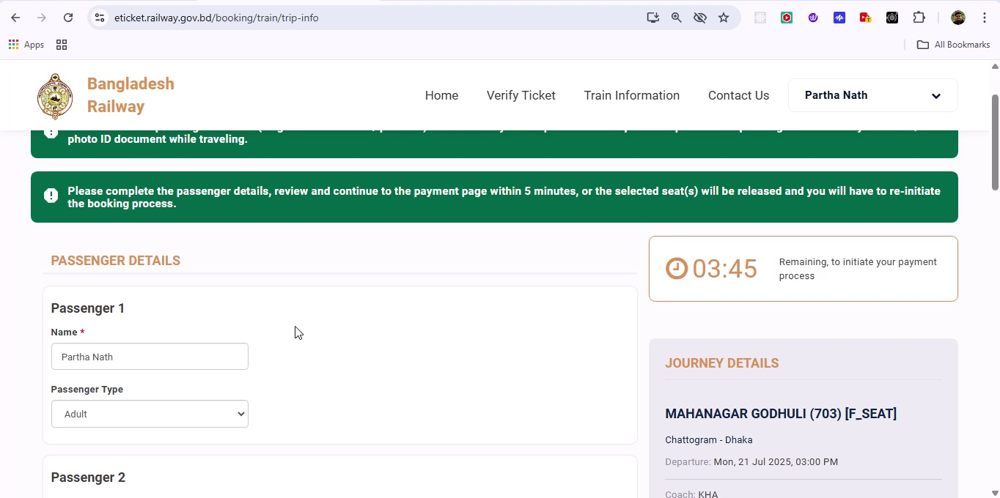 eticket.railway.gov.bd/booking/train/trip-info
Apps
All Bookmarks
Bangladesh
Railway
Home
Verify Ticket
Train Information
Contact Us
Partha Nath
photo ID document while traveling.
Please complete the passenger details, review and continue to the payment page within 5 minutes, or the selected seat(s) will be released and you will have to re-initiate
the booking process.
PASSENGER DETAILS
03:45
Remaining, to initiate your payment
process
Passenger 1
Name *
Partha Nath
Passenger Type
Adult
Passenger 2
JOURNEY DETAILS
MAHANAGAR GODHULI (703) [F_SEAT]
Chattogram - Dhaka
Departure: Mon, 21 Jul 2025, 03:00 PM
Coach: KHA